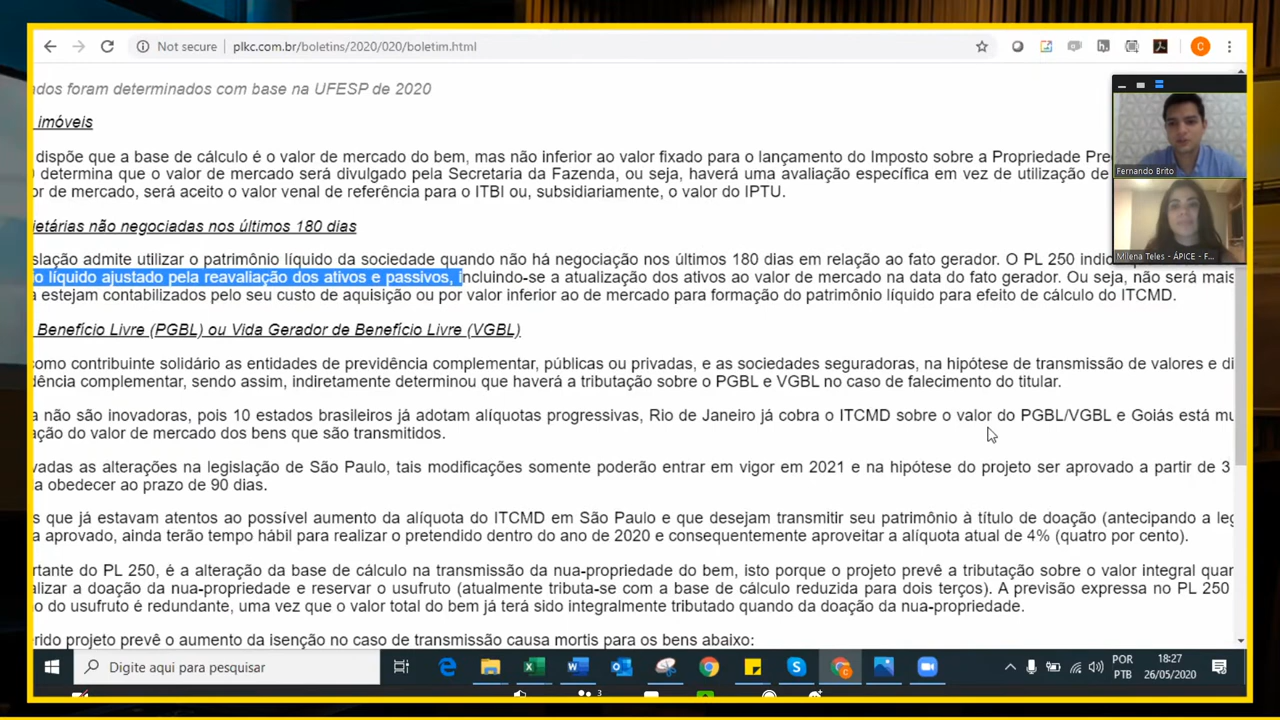 Not secure
plkc.com.br/boletins/2020/020/boletim.html
C
ados foram determinados com base na UFESP de 2020
imóveis
dispõe que a base de cálculo é o valor de mercado do bem, mas não inferior ao valor fixado para o lançamento do Imposto sobre a Propriedade
determina que o valor de mercado será divulgado pela Secretaria da Fazenda, ou seja, haverá uma avaliação específica em vez de utilização de
or de mercado, será aceito o valor venal de referência para o ITBI ou, subsidiariamente, o valor do IPTU.
Fernando Brito
ietárias não negociadas nos últimos 180 dias
slação admite utilizar o patrimônio líquido da sociedade quando não há negociação nos últimos 180 dias em relação ao fato gerador. O PL 250
Milena Teles - ÁPICE - F...
o líquido ajustado pela reavaliação dos ativos e passivos, incluindo-se a atualização dos ativos ao valor de mercado na data do fato gerador. Ou seja, não será mais
a estejam contabilizados pelo seu custo de aquisição ou por valor inferior ao de mercado para formação do patrimônio líquido para efeito de cálculo do ITCMD.
Benefício Livre (PGBL) ou Vida Gerador de Benefício Livre (VGBL)
como contribuinte solidário as entidades de previdência complementar, públicas ou privadas, e as sociedades seguradoras, na hipótese de transmissão de valores e di
dência complementar, sendo assim, indiretamente determinou que haverá a tributação sobre o PGBL e VGBL no caso de falecimento do titular.
a não são inovadoras, pois 10 estados brasileiros já adotam alíquotas progressivas, Rio de Janeiro já cobra o ITCMD sobre o valor do PGBL/VGBL e Goiás está mu
ação do valor de mercado dos bens que são transmitidos.
vadas as alterações na legislação de São Paulo, tais modificações somente poderão entrar em vigor em 2021 e na hipótese do projeto ser aprovado a partir de 3
a obedecer ao prazo de 90 dias.
s que já estavam atentos ao possível aumento da alíquota do ITCMD em São Paulo e que desejam transmitir seu patrimônio à título de doação (antecipando a leg
a aprovado, ainda terão tempo hábil para realizar o pretendido dentro do ano de 2020 e consequentemente aproveitar a alíquota atual de 4% (quatro por cento).
ortante do PL 250, é a alteração da base de cálculo na transmissão da nua-propriedade do bem, isto porque o projeto prevê a tributação sobre o valor integral quar
alizar a doação da nua-propriedade e reservar o usufruto (atualmente tributa-se com a base de cálculo reduzida para dois terços). A previsão expressa no PL 250
o do usufruto é redundante, uma vez que o valor total do bem já terá sido integralmente tributado quando da doação da nua-propriedade.
erido projeto prevê o aumento da isenção no caso de transmissão causa mortis para os bens abaixo:
Digite aqui para pesquisar
POR
PTB
18:27
26/05/2020
3